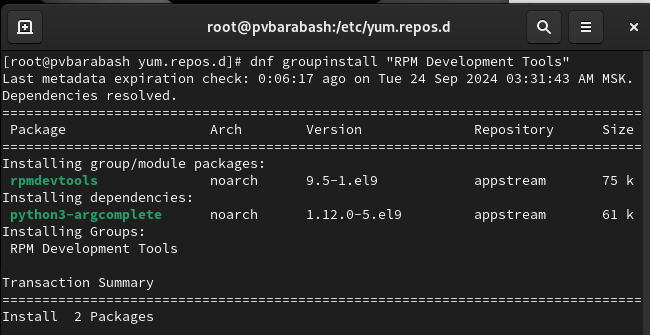 root@pvbarabash:/etc/yum.repos.d
[root@pvbarabash yum.repos.d]# dnf groupinstall "RPM Development Tools"
Last metadata expiration check: 0:06:17 ago on Tue 24 Sep 2024 03:31:43 AM MSK.
Dependencies resolved.
================================================================================
 Package                Arch        Version              Repository        Size
================================================================================
Installing group/module packages:
 rpmdevtools            noarch      9.5-1.el9            appstream         75 k
Installing dependencies:
 python3-argcomplete    noarch      1.12.0-5.el9         appstream         61 k
Installing Groups:
 RPM Development Tools

Transaction Summary
================================================================================
Install  2 Packages